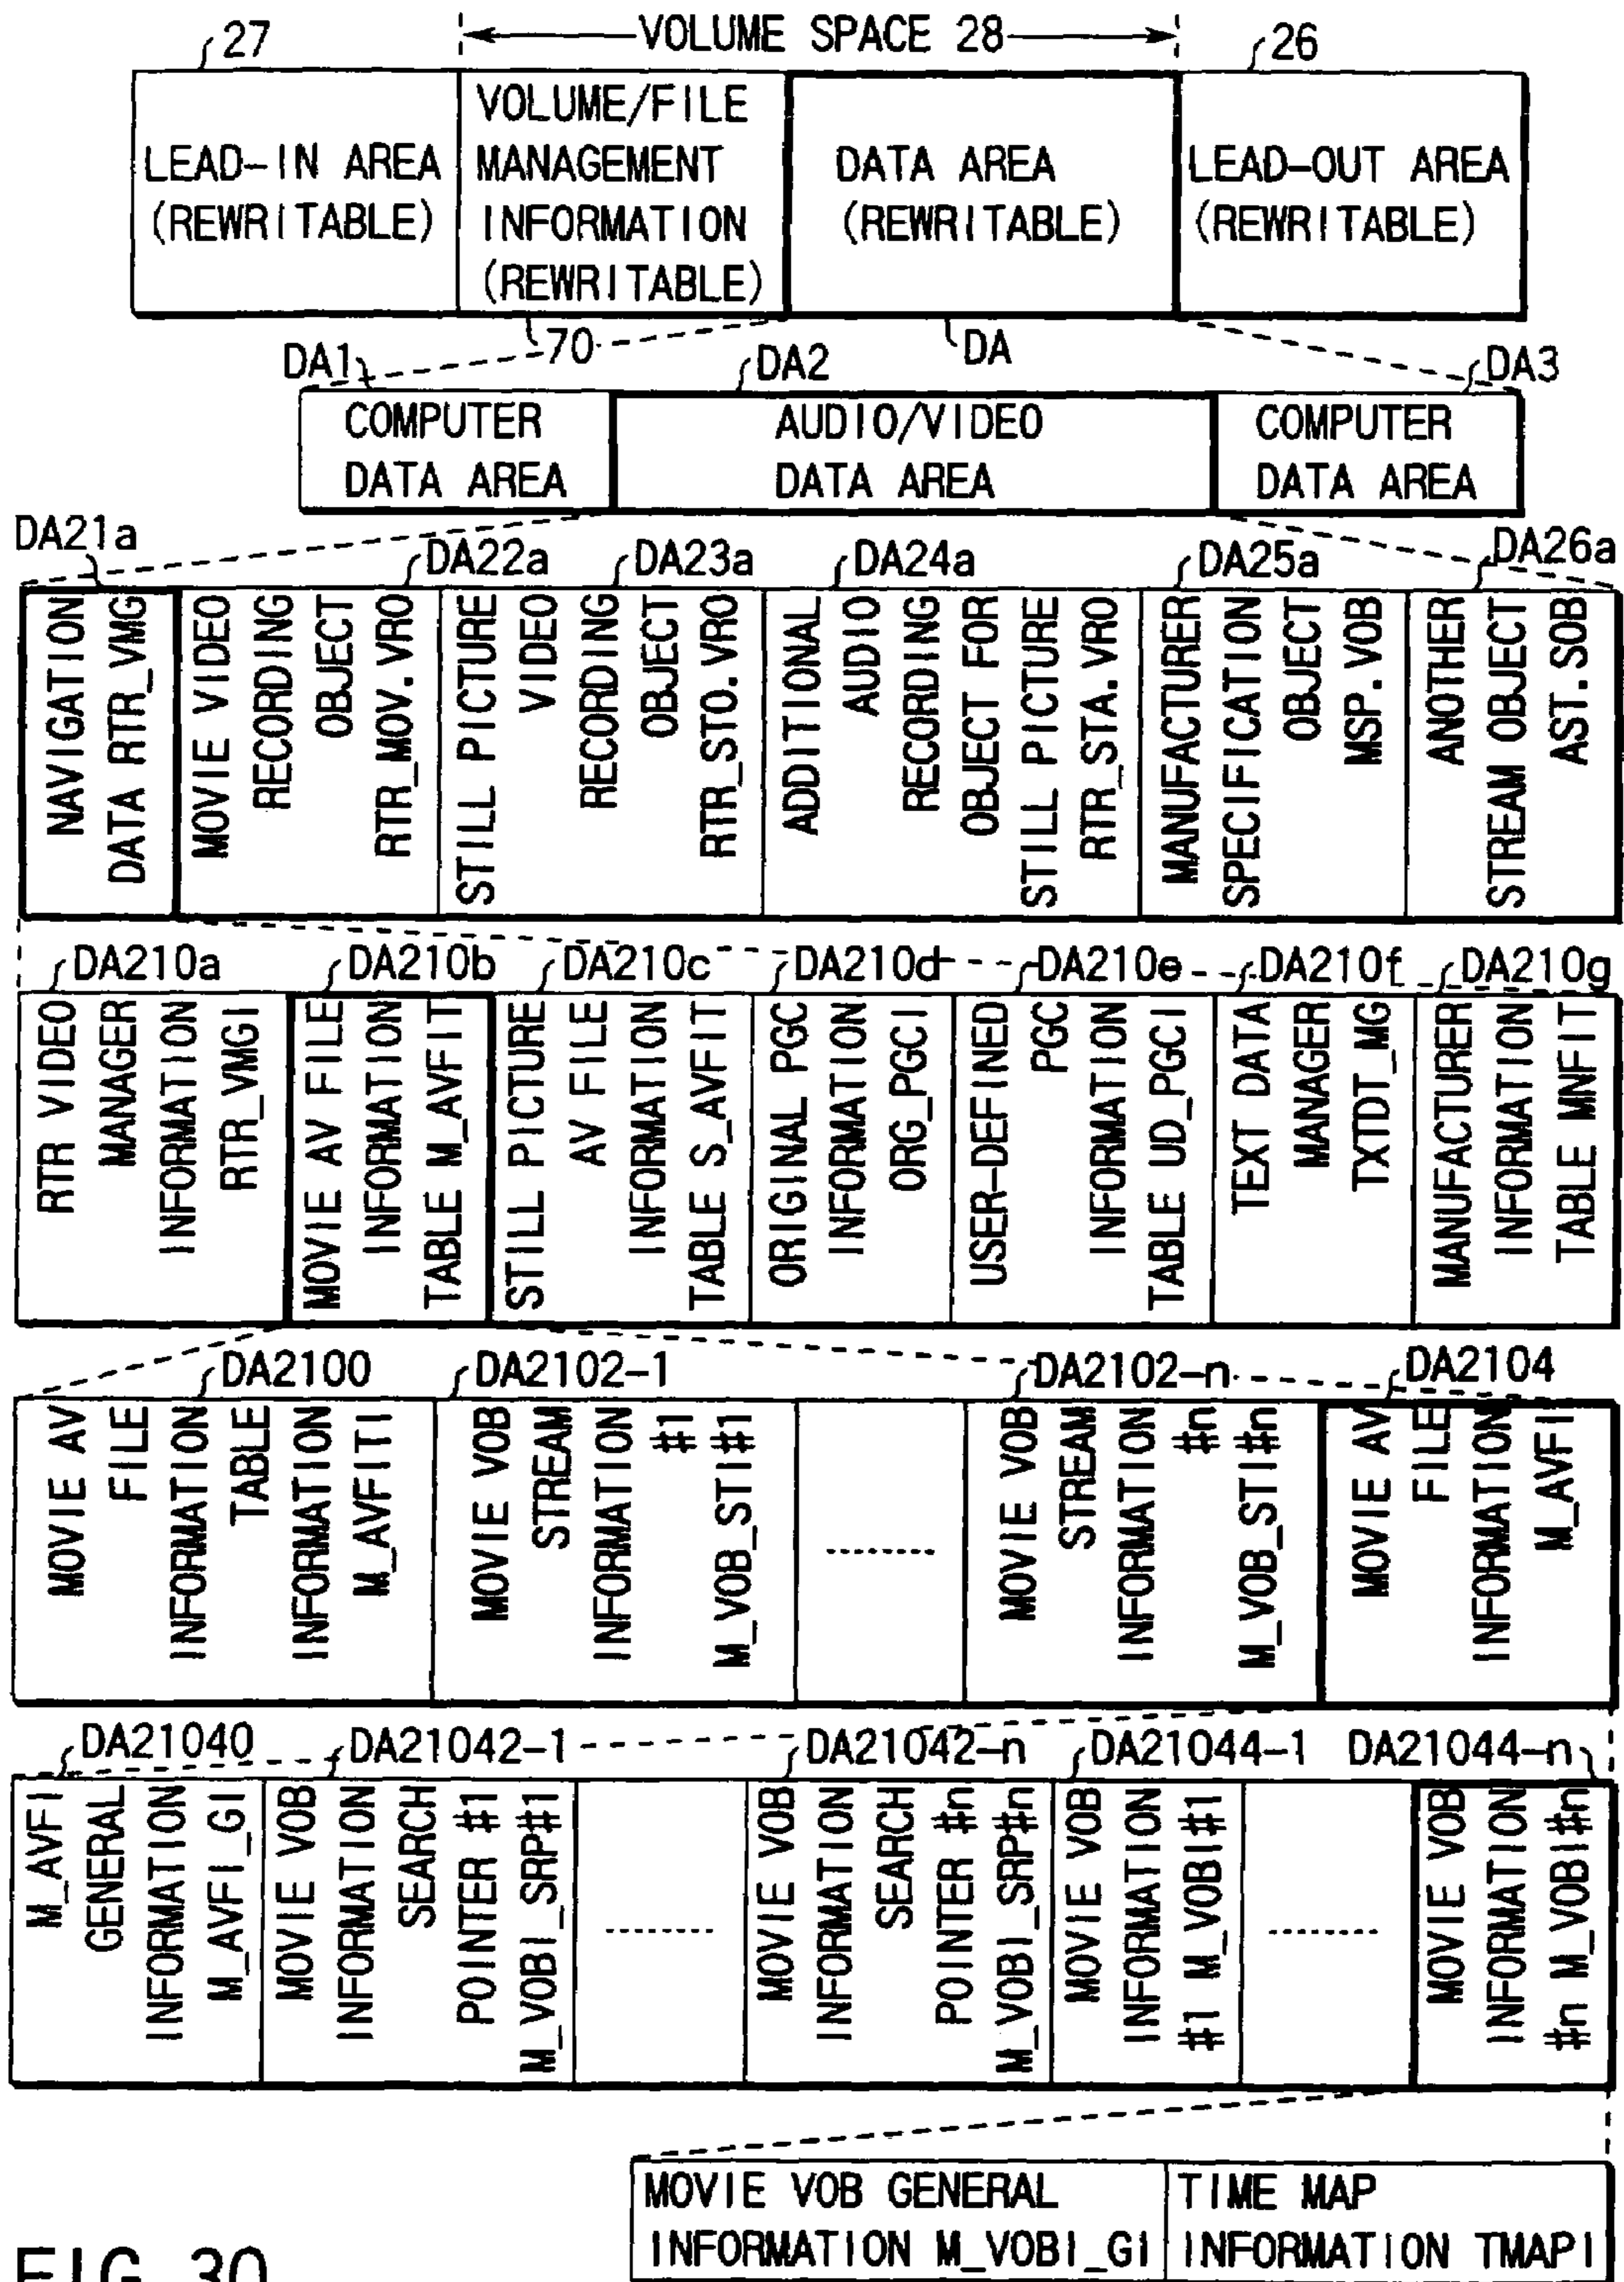 27
VOLUME SPACE 28
26
LEAD-IN AREA
(REWRITABLE)
VOLUME/FILE
MANAGEMENT
INFORMATION
(REWRITABLE)
DATA AREA
(REWRITABLE)
LEAD-OUT AREA
(REWRITABLE)
70
DA
DA1
DA2
DA3
COMPUTER
DATA AREA
AUDIO/VIDEO
DATA AREA
COMPUTER
DATA AREA
DA21a
DA22a
DA23a
DA24a
DA25a
DA26a
NAVIGATION
DATA RTR_VMG
MOVIE VIDEO
RECORDING
OBJECT
RTR_MOV.VRO
STILL PICTURE
VIDEO
RECORDING
OBJECT
RTR_STO.VRO
ADDITIONAL
AUDIO
RECORDING
OBJECT FOR
STILL PICTURE
RTR_STA.VRO
MANUFACTURER
SPECIFICATION
OBJECT
MSP.VOB
ANOTHER
STREAM OBJECT
AST.SOB
DA210a
DA210b
DA210c
DA210d
DA210e
DA210f
DA210g
RTR VIDEO
MANAGER
INFORMATION
RTR_VMGI
MOVIE AV FILE
INFORMATION
TABLE M_AVFIT
STILL PICTURE
AV FILE
INFORMATION
TABLE S_AVFIT
ORIGINAL PGC
INFORMATION
ORG_PGCI
USER-DEFINED
PGC
INFORMATION
TABLE UD_PGCI
TEXT DATA
MANAGER
TXTDT_MG
MANUFACTURER
INFORMATION
TABLE MNFIT
DA2100
DA2102-1
DA2102-n
DA2104
MOVIE AV
FILE
INFORMATION
TABLE
INFORMATION
M_AVFITI
MOVIE VOB
STREAM
INFORMATION
#1
M_VOB_STI#1
MOVIE VOB
STREAM
INFORMATION
#n
M_VOB_STI#n
MOVIE AV
FILE
INFORMATION
M_AVFI
DA21040
DA21042-1
DA21042-n
DA21044-1
DA21044-n
M_AVFI
GENERAL
INFORMATION
M_AVFI_GI
MOVIE VOB
INFORMATION
SEARCH
POINTER #1
M_VOBI_SRP#1
MOVIE VOB
INFORMATION
SEARCH
POINTER #n
M_VOBI_SRP#n
MOVIE VOB
INFORMATION
#1 M_VOBI#1
MOVIE VOB
INFORMATION
#n M_VOBI#n
MOVIE VOB GENERAL
INFORMATION M_VOBI_GI
TIME MAP
INFORMATION TMAPI
FIG. 30